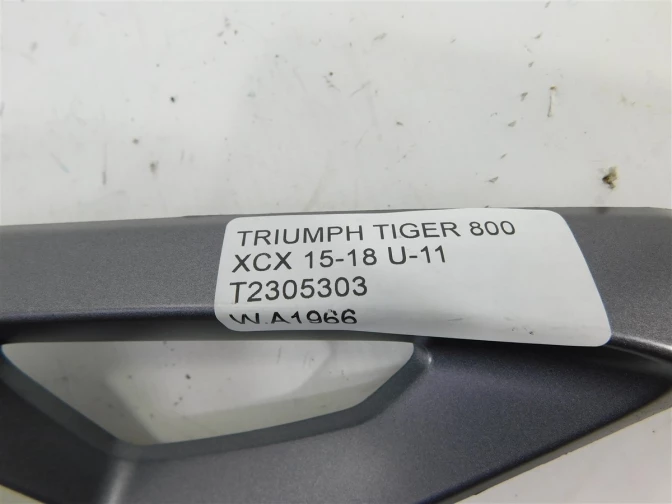 TRIUMPH TIGER 800
XCX 15-18 U-11
T2305303
W.A1966